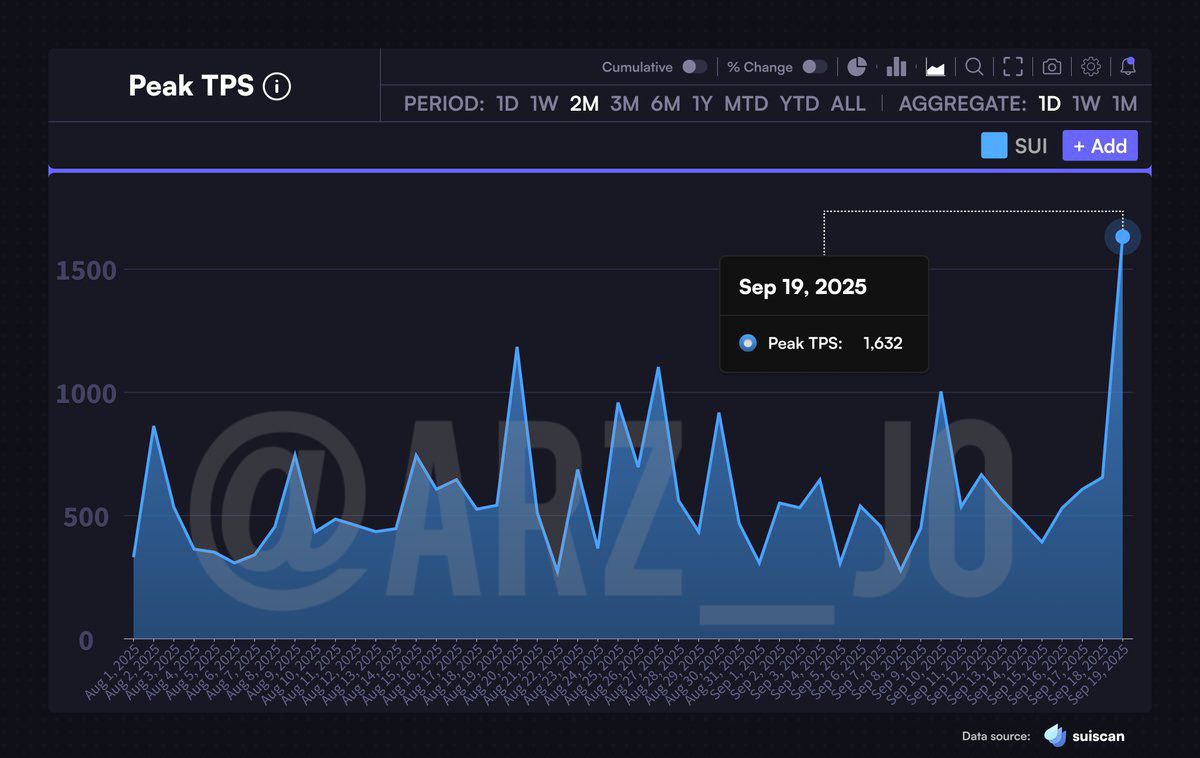 Peak TPS i
Cumulative % Change
PERIOD: 1D 1W 2M 3M 6M 1Y MTD YTD ALL AGGREGATE: 1D 1W 1M
SUI + Add
1500
1000
500
0
Sep 19, 2025
Peak TPS: 1,632
@ARZ_JO
Aug 1, 2025
Aug 2, 2025
Aug 3, 2025
Aug 4, 2025
Aug 5, 2025
Aug 6, 2025
Aug 7, 2025
Aug 8, 2025
Aug 9, 2025
Aug 10, 2025
Aug 11, 2025
Aug 12, 2025
Aug 13, 2025
Aug 14, 2025
Aug 15, 2025
Aug 16, 2025
Aug 17, 2025
Aug 18, 2025
Aug 19, 2025
Aug 20, 2025
Aug 21, 2025
Aug 22, 2025
Aug 23, 2025
Aug 24, 2025
Aug 25, 2025
Aug 26, 2025
Aug 27, 2025
Aug 28, 2025
Aug 29, 2025
Aug 30, 2025
Aug 31, 2025
Sep 1, 2025
Sep 2, 2025
Sep 3, 2025
Sep 4, 2025
Sep 5, 2025
Sep 6, 2025
Sep 7, 2025
Sep 8, 2025
Sep 9, 2025
Sep 10, 2025
Sep 11, 2025
Sep 12, 2025
Sep 13, 2025
Sep 14, 2025
Sep 15, 2025
Sep 16, 2025
Sep 17, 2025
Sep 18, 2025
Sep 19, 2025
Data source: suiscan